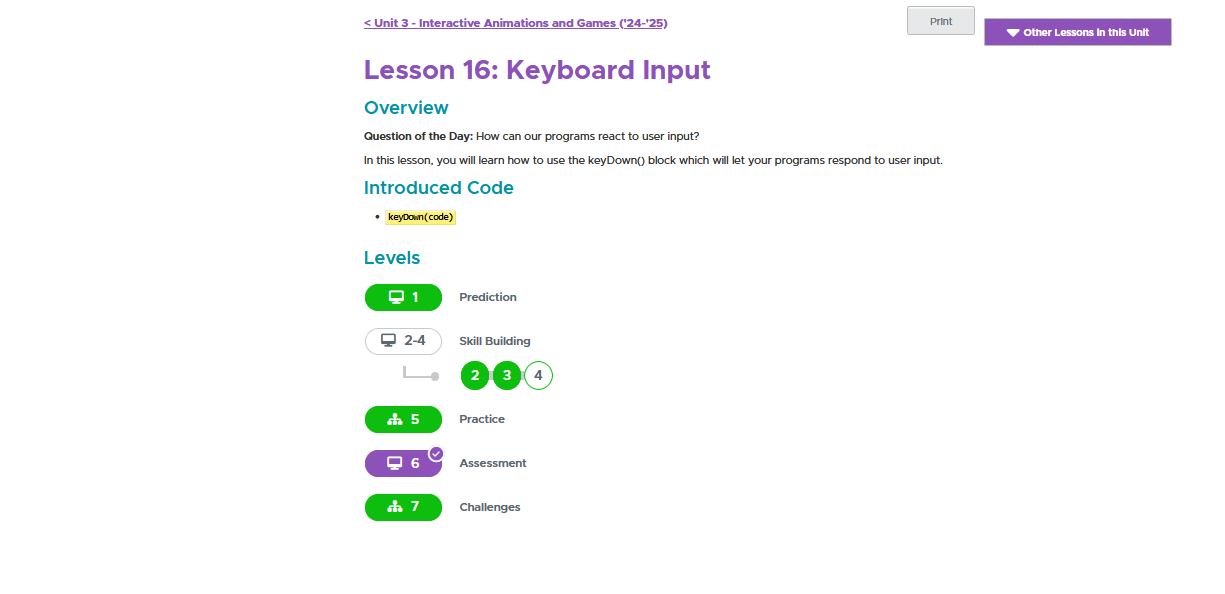 < Unit 3 - Interactive Animations and Games ('24-'25)
Print
Other Lessons in this Unit
Lesson 16: Keyboard Input
Overview
Question of the Day: How can our programs react to user input?
In this lesson, you will learn how to use the keyDown() block which will let your programs respond to user input.
Introduced Code
• keyDown(code)
Levels
1 Prediction
2-4 Skill Building
2 3 4
5 Practice
6 Assessment
7 Challenges